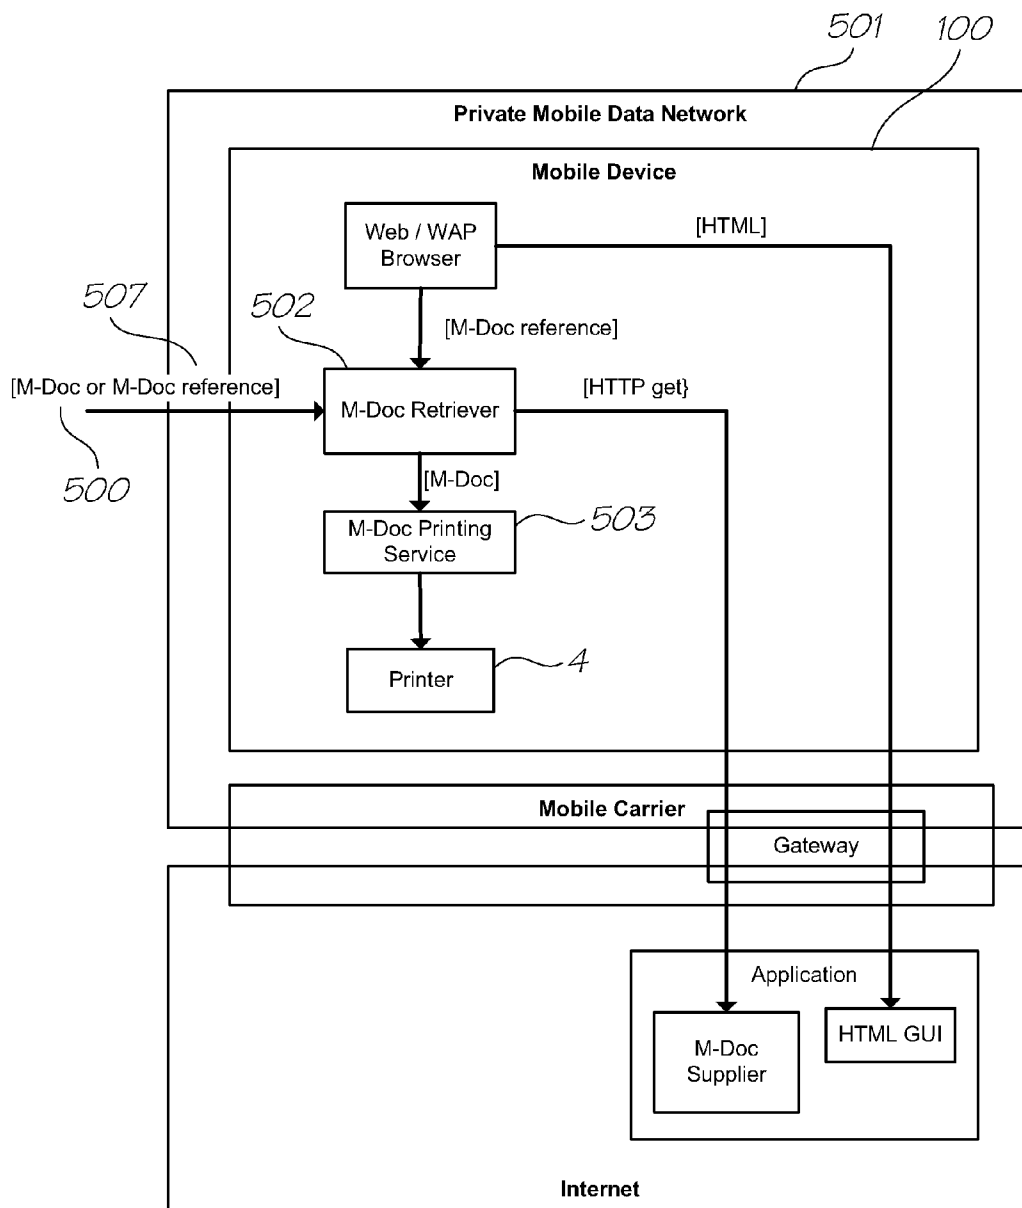 501
100
Private Mobile Data Network
Mobile Device
Web / WAP
Browser
[HTML]
507
502
[M-Doc reference]
[M-Doc or M-Doc reference]
[HTTP get}
M-Doc Retriever
500
[M-Doc]
503
M-Doc Printing
Service
4
Printer
Mobile Carrier
Gateway
Application
HTML GUI
M-Doc
Supplier
Internet